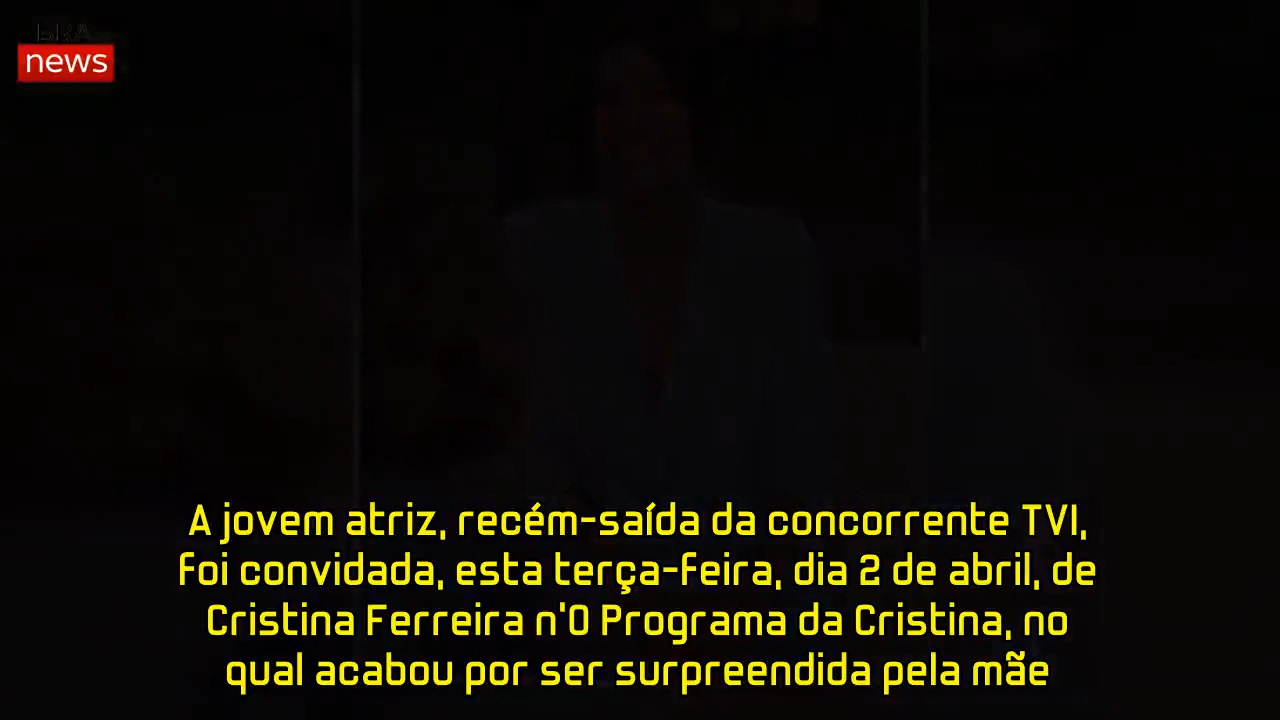 BRA
news
A jovem atriz, recém-saída da concorrente TVI,
foi convidada, esta terça-feira, dia 2 de abril, de
Cristina Ferreira n'O Programa da Cristina, no
qual acabou por ser surpreendida pela mãe